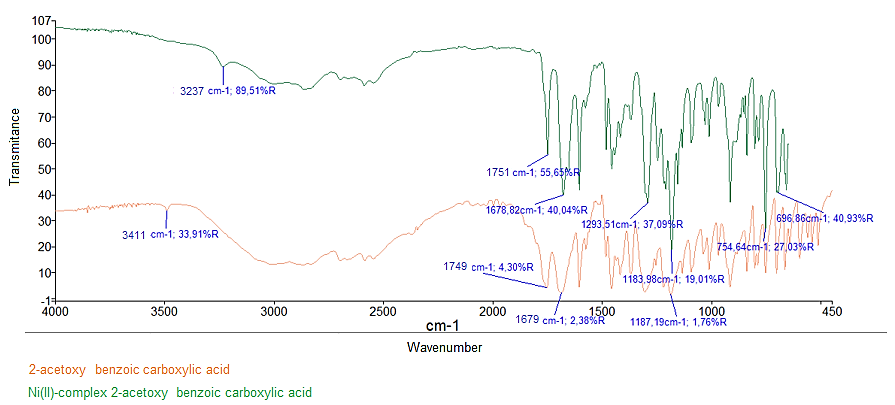 107
100
90
80
70
60
50
40
30
20
10
-1
Transmitance
3237 cm-1; 89,51%R
1751 cm-1; 55,65%R
1678,82cm-1; 40,04%R
1293,51cm-1; 37,09%R
696,86cm-1; 40,93%R
754,64cm-1; 27,03%R
1183,98cm-1; 19,01%R
3411 cm-1; 33,91%R
1749 cm-1; 4,30%R
1679 cm-1; 2,38%R
1187,19cm-1; 1,76%R
4000 3000 2500 2000 1500 1000 450
cm-1
Wavenumber
2-acetoxy benzoic carboxylic acid
Ni(II)-complex 2-acetoxy benzoic carboxylic acid